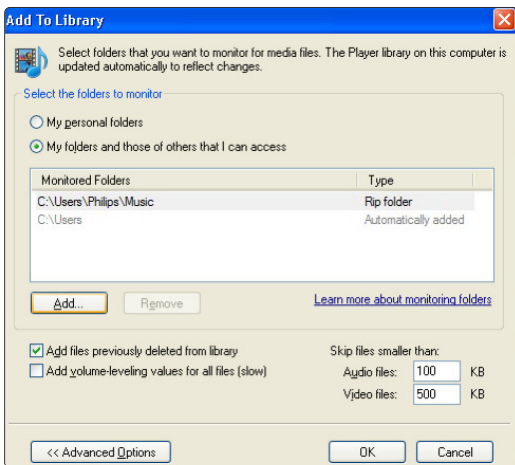 Add To Library
Select folders that you want to monitor for media files. The Player library on this computer is
updated automatically to reflect changes.
Select the folders to monitor
My personal folders
My folders and those of others that I can access
Monitored Folders Type
C:\Users\Philips\Music Rip folder
C:\Users Automatically added
Add... Remove Learn more about monitoring folders
Add files previously deleted from library Skip files smaller than:
Add volume-leveling values for all files (slow) Audio files: 100 KB
Video files: 500 KB
<< Advanced Options OK Cancel